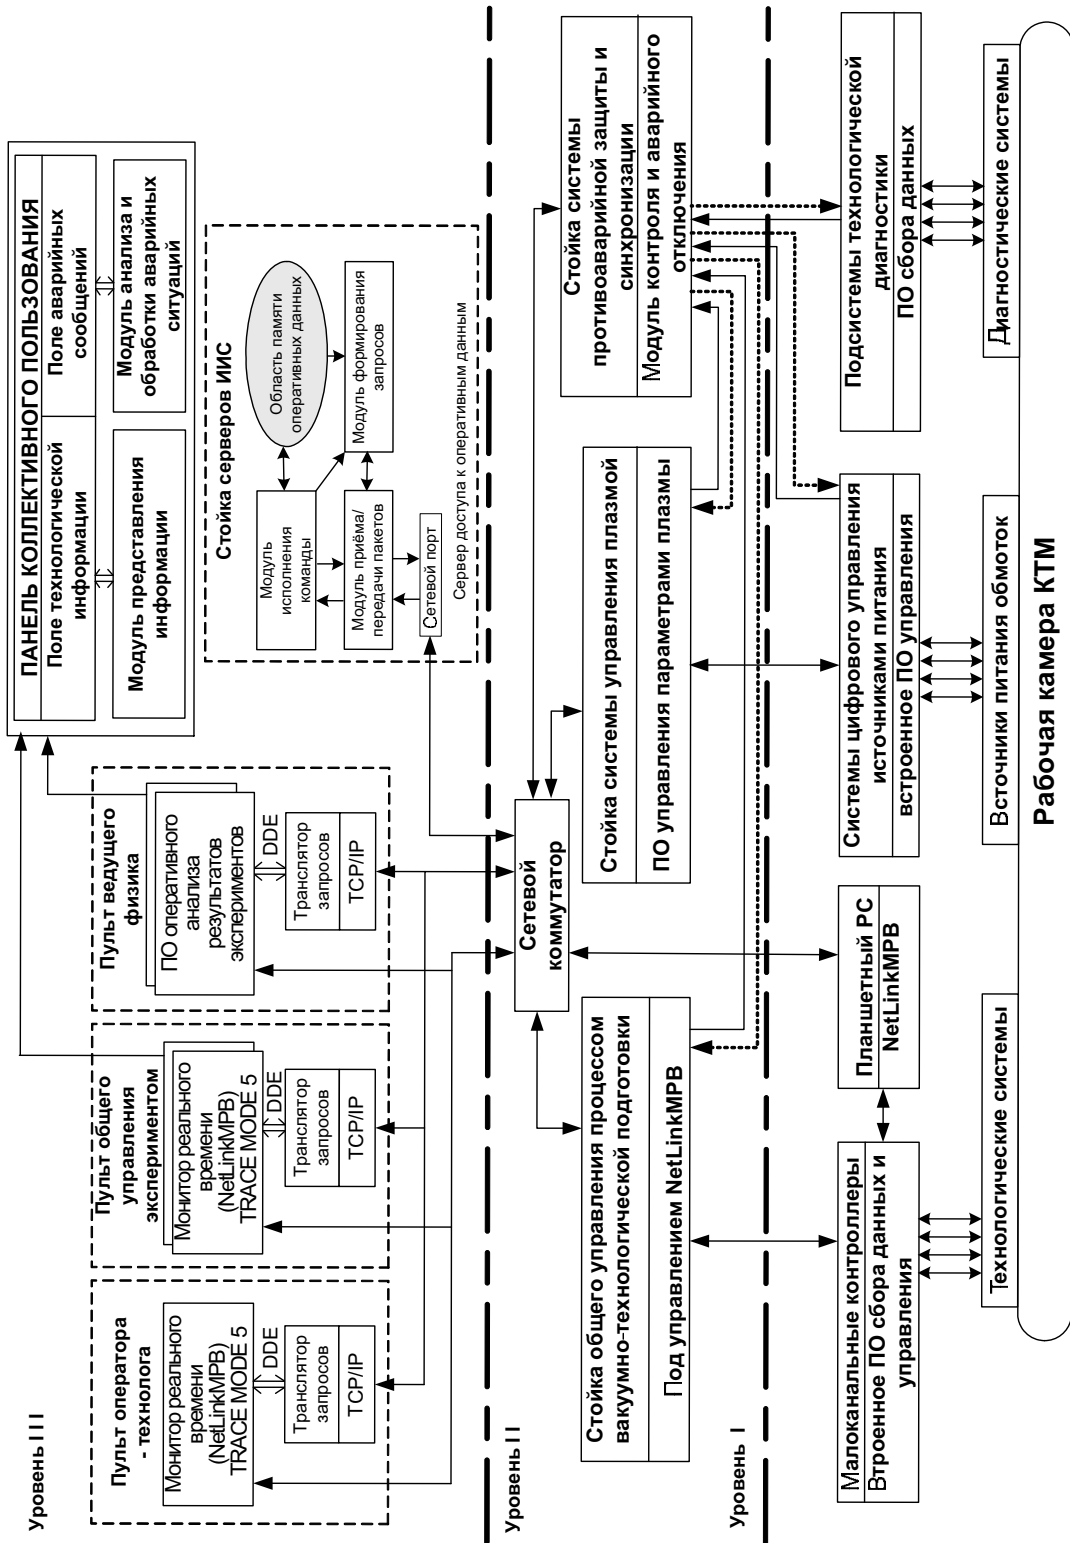 Уровень I I I
Пульт оператора
- технолога
Монитор реального
времени
(NetLinkMPB)
TRACE MODE 5
DDE
Транслятор
запросов
TCP/IP
Пульт общего
управления
экспериментом
Монитор реального
времени
(NetLinkMPB)
TRACE MODE 5
DDE
Транслятор
запросов
TCP/IP
Пульт ведущего
физика
ПО оперативного
анализа
результатов
экспериментов
DDE
Транслятор
запросов
TCP/IP
ПАНЕЛЬ КОЛЛЕКТИВНОГО ПОЛЬЗОВАНИЯ
Поле технологической
информации
Поле аварийных
сообщений
Модуль представления
информации
Модуль анализа и
обработки аварийных
ситуаций
Стойка серверов ИИС
Модуль
исполнения
команды
Область памяти
оперативных данных
Модуль приёма/
передачи пакетов
Модуль формирования
запросов
Сетевой порт
Сервер доступа к оперативным данным
Уровень I I
Сетевой
коммутатор
Стойка общего управления процессом
вакумно-технологической подготовки
Под управлением NetLinkMPB
Стойка системы управления плазмой
ПО управления параметрами плазмы
Стойка системы
противоаварийной защиты и
синхронизации
Модуль контроля и аварийного
отключения
Уровень I
Малоканальные контроллеры
Втроенное ПО сбора данных и
управления
Планшетный PC
NetLinkMPB
Системы цифрового управления
источниками питания
встроенное ПО управления
Подсистемы технологической
диагностики
ПО сбора данных
Технологические системы
Источники питания обмоток
Диагностические системы
Рабочая камера КТМ